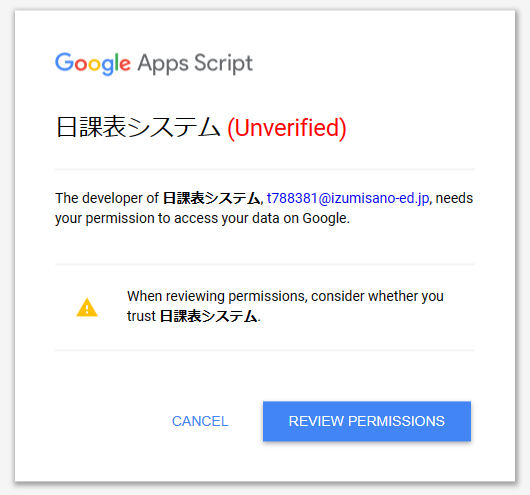 Google Apps Script
日課表システム (Unverified)
The developer of 日課表システム, t788381@izumisano-ed.jp, needs
your permission to access your data on Google.
When reviewing permissions, consider whether you
trust 日課表システム.
CANCEL
REVIEW PERMISSIONS